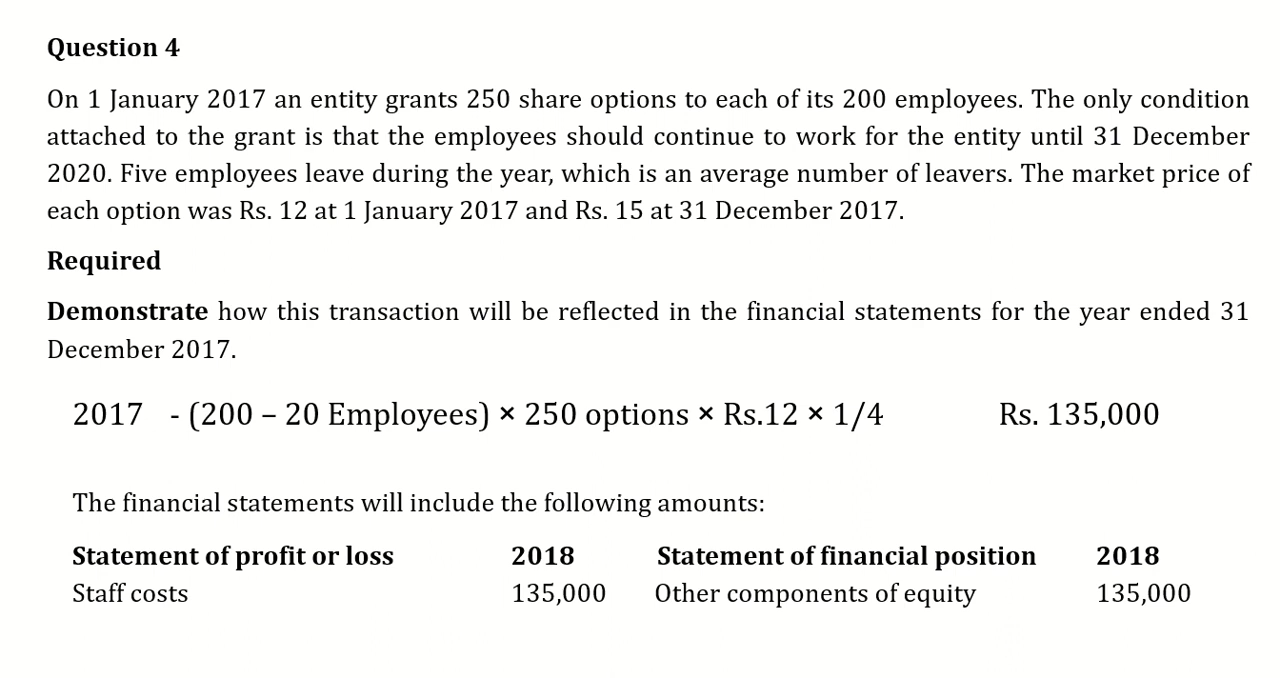 Question 4
On 1 January 2017 an entity grants 250 share options to each of its 200 employees. The only condition
attached to the grant is that the employees should continue to work for the entity until 31 December
2020. Five employees leave during the year, which is an average number of leavers. The market price of
each option was Rs. 12 at 1 January 2017 and Rs. 15 at 31 December 2017.
Required
Demonstrate how this transaction will be reflected in the financial statements for the year ended 31
December 2017.
2017 - (200 – 20 Employees) × 250 options × Rs.12 × 1/4 Rs. 135,000
The financial statements will include the following amounts:
Statement of profit or loss 2018 Statement of financial position 2018
Staff costs 135,000 Other components of equity 135,000